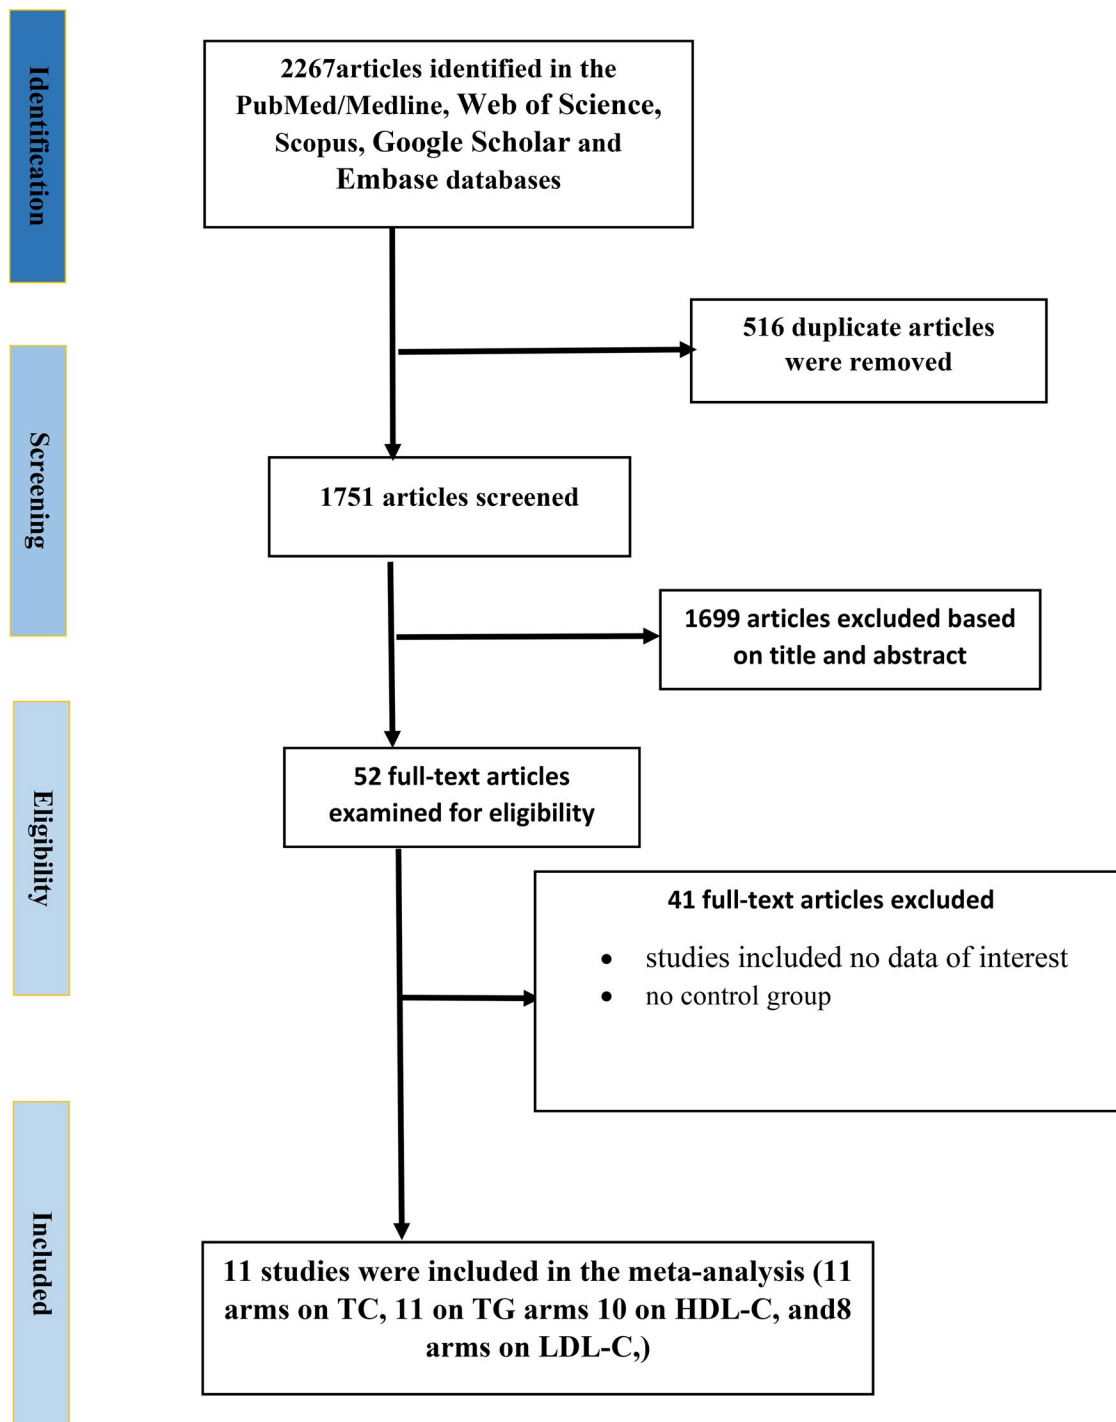 Identification
2267articles identified in the
PubMed/Medline, Web of Science,
Scopus, Google Scholar and
Embase databases
516 duplicate articles
were removed
Screening
1751 articles screened
1699 articles excluded based
on title and abstract
Eligibility
52 full-text articles
examined for eligibility
41 full-text articles excluded
• studies included no data of interest
• no control group
Included
11 studies were included in the meta-analysis (11
arms on TC, 11 on TG arms 10 on HDL-C, and8
arms on LDL-C,)